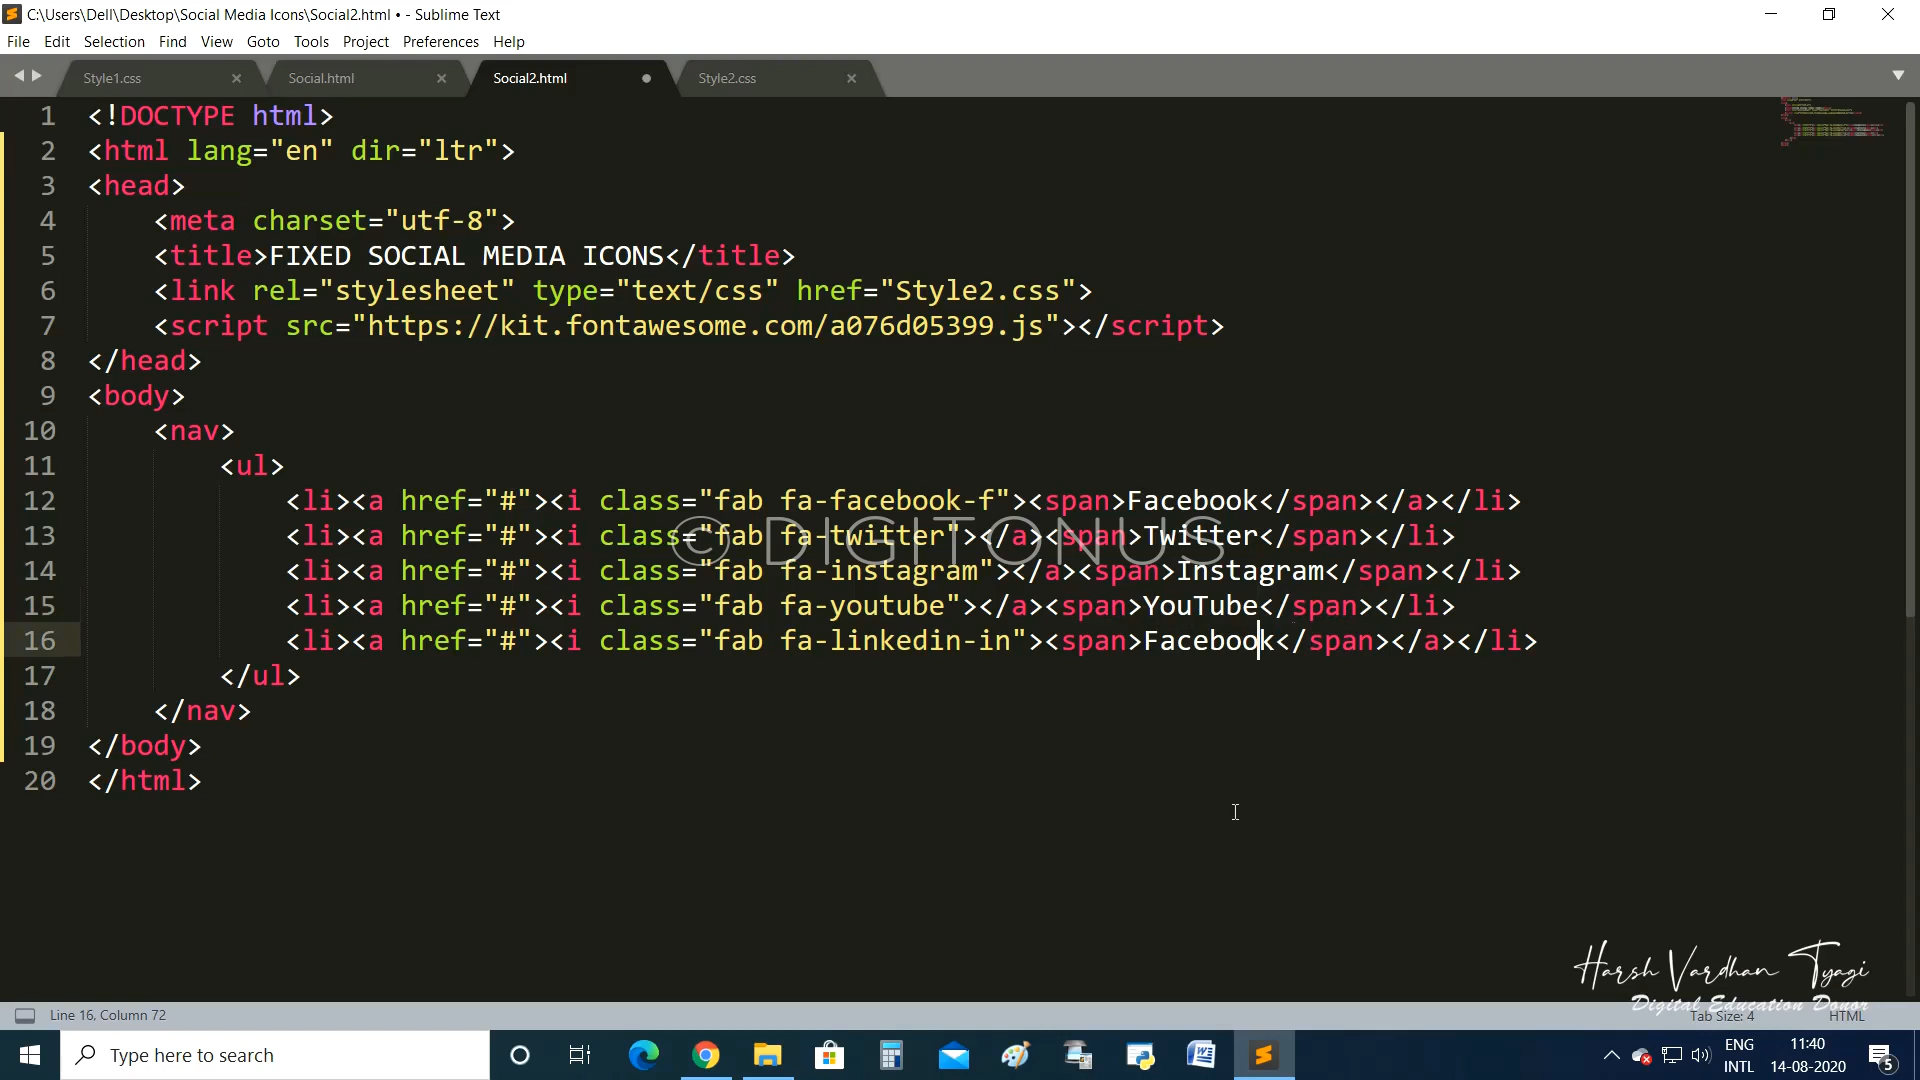 C:\Users\Dell\Desktop\Social Media Icons\Social2.html • - Sublime Text
File Edit Selection Find View Goto Tools Project Preferences Help
Style1.css Social.html Social2.html Style2.css
1 <!DOCTYPE html>
2 <html lang="en" dir="ltr">
3 <head>
4 <meta charset="utf-8">
5 <title>FIXED SOCIAL MEDIA ICONS</title>
6 <link rel="stylesheet" type="text/css" href="Style2.css">
7 <script src="https://kit.fontawesome.com/a076d05399.js"></script>
8 </head>
9 <body>
10 <nav>
11 <ul>
12 <li><a href="#"><i class="fab fa-facebook-f"><span>Facebook</span></a></li>
13 <li><a href="#"><i class="fab fa-twitter"></a><span>Twitter</span></li>
© DIGITONUS
14 <li><a href="#"><i class="fab fa-instagram"></a><span>Instagram</span></li>
15 <li><a href="#"><i class="fab fa-youtube"></a><span>YouTube</span></li>
16 <li><a href="#"><i class="fab fa-linkedin-in"><span>Facebook</span></a></li>
17 </ul>
18 </nav>
19 </body>
20 </html>
Harsh Vardhan Tyagi
Digital Education Donor
Line 16, Column 72 Tab Size: 4 HTML
Type here to search
ENG 11:40
INTL 14-08-2020 5